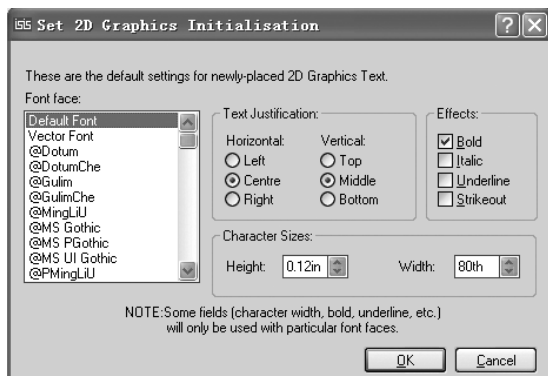 ISIS Set 2D Graphics Initialisation
These are the default settings for newly-placed 2D Graphics Text.
Font face:
Default Font
Vector Font
@Dotum
@DotumChe
@Gulim
@GulimChe
@MingLiU
@MS Gothic
@MS PGothic
@MS UI Gothic
@PMingLiU
Text Justification:
Horizontal: Vertical:
Left Top
Centre Middle
Right Bottom
Effects:
Bold
Italic
Underline
Strikeout
Character Sizes:
Height: 0.12in Width: 80th
NOTE:Some fields (character width, bold, underline, etc.)
will only be used with particular font faces.
OK Cancel